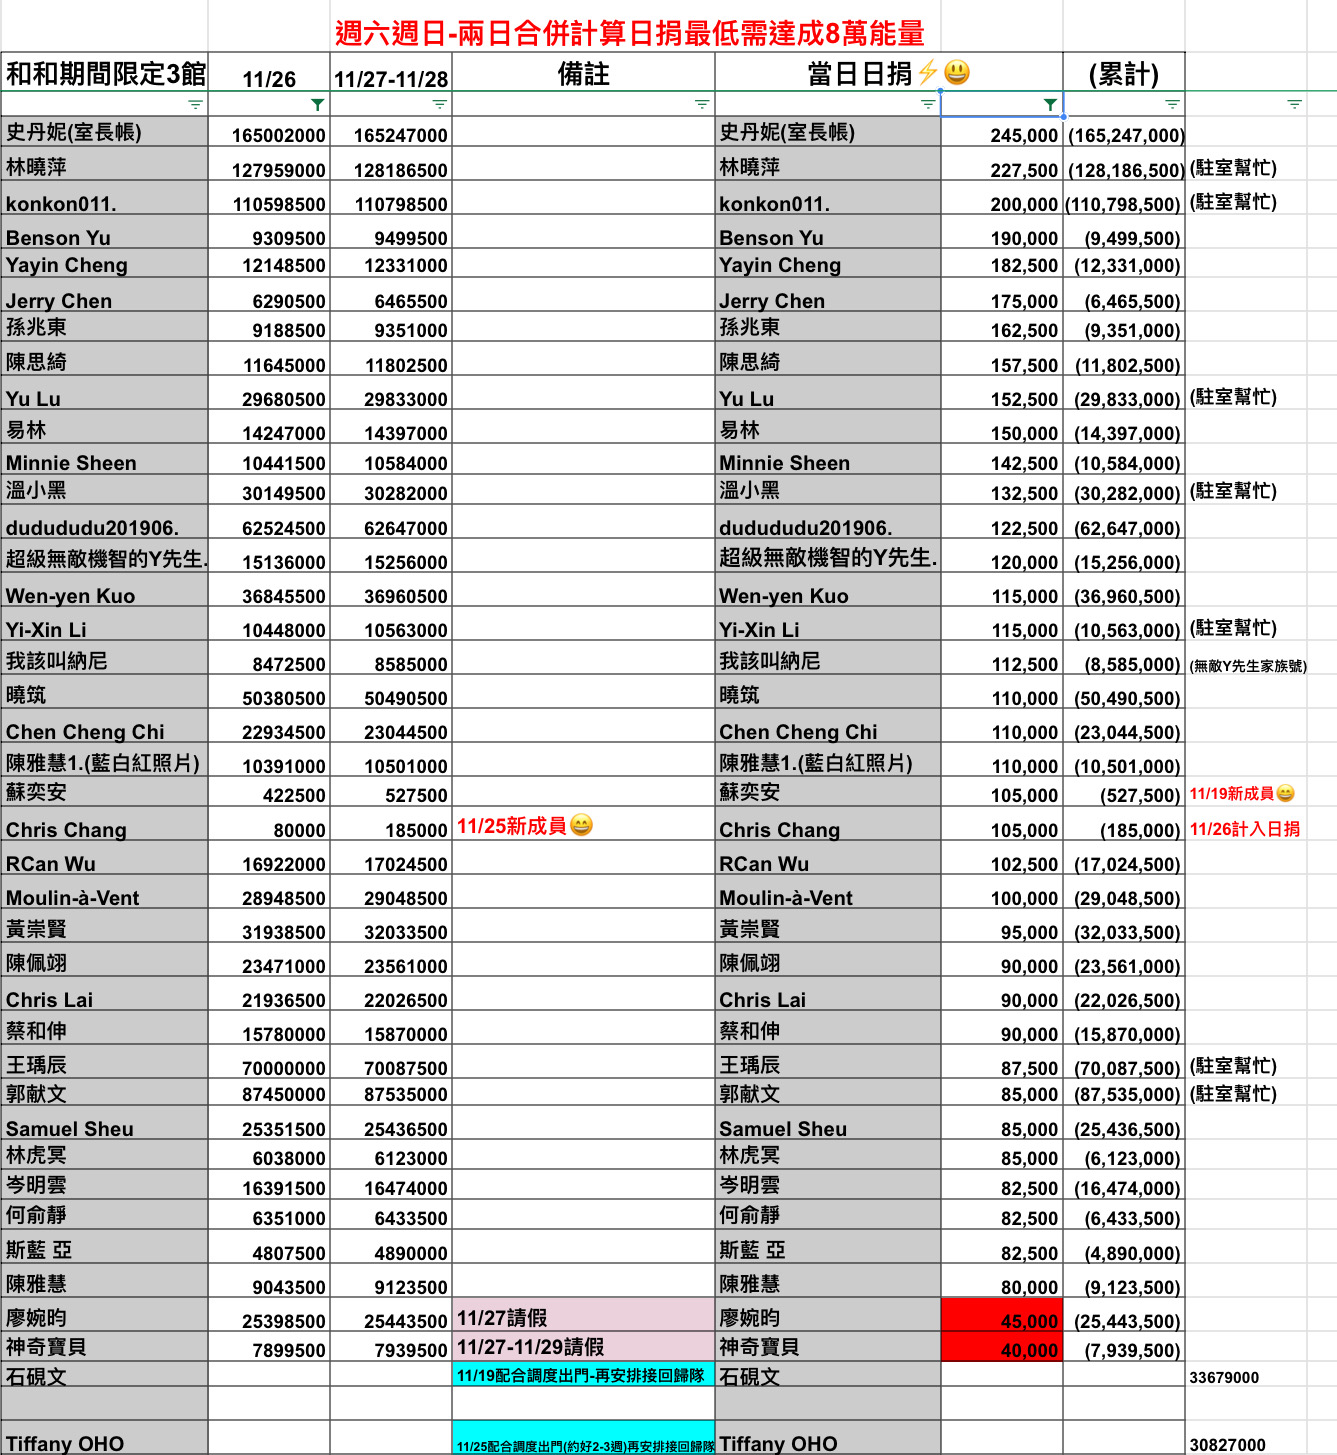 週六週日-兩日合併計算日捐最低需達成8萬能量
和和期間限定3館 11/26 11/27-11/28 備註 當日日捐⚡😃 (累計)
史丹妮(室長帳) 165002000 165247000 史丹妮(室長帳) 245,000 (165,247,000)
林曉萍 127959000 128186500 林曉萍 227,500 (128,186,500) (駐室幫忙)
konkon011. 110598500 110798500 konkon011. 200,000 (110,798,500) (駐室幫忙)
Benson Yu 9309500 9499500 Benson Yu 190,000 (9,499,500)
Yayin Cheng 12148500 12331000 Yayin Cheng 182,500 (12,331,000)
Jerry Chen 6290500 6465500 Jerry Chen 175,000 (6,465,500)
孫兆東 9188500 9351000 孫兆東 162,500 (9,351,000)
陳思綺 11645000 11802500 陳思綺 157,500 (11,802,500)
Yu Lu 29680500 29833000 Yu Lu 152,500 (29,833,000) (駐室幫忙)
易林 14247000 14397000 易林 150,000 (14,397,000)
Minnie Sheen 10441500 10584000 Minnie Sheen 142,500 (10,584,000)
溫小黑 30149500 30282000 溫小黑 132,500 (30,282,000) (駐室幫忙)
dudududu201906. 62524500 62647000 dudududu201906. 122,500 (62,647,000)
超級無敵機智的Y先生. 15136000 15256000 超級無敵機智的Y先生. 120,000 (15,256,000)
Wen-yen Kuo 36845500 36960500 Wen-yen Kuo 115,000 (36,960,500)
Yi-Xin Li 10448000 10563000 Yi-Xin Li 115,000 (10,563,000) (駐室幫忙)
我該叫納尼 8472500 8585000 我該叫納尼 112,500 (8,585,000) (無敵Y先生家族號)
曉筑 50380500 50490500 曉筑 110,000 (50,490,500)
Chen Cheng Chi 22934500 23044500 Chen Cheng Chi 110,000 (23,044,500)
陳雅慧1.(藍白紅照片) 10391000 10501000 陳雅慧1.(藍白紅照片) 110,000 (10,501,000)
蘇奕安 422500 527500 蘇奕安 105,000 (527,500) 11/19新成員😄
Chris Chang 80000 185000 11/25新成員😄 Chris Chang 105,000 (185,000) 11/26計入日捐
RCan Wu 16922000 17024500 RCan Wu 102,500 (17,024,500)
Moulin-à-Vent 28948500 29048500 Moulin-à-Vent 100,000 (29,048,500)
黃崇賢 31938500 32033500 黃崇賢 95,000 (32,033,500)
陳佩翊 23471000 23561000 陳佩翊 90,000 (23,561,000)
Chris Lai 21936500 22026500 Chris Lai 90,000 (22,026,500)
蔡和伸 15780000 15870000 蔡和伸 90,000 (15,870,000)
王瑀辰 70000000 70087500 王瑀辰 87,500 (70,087,500) (駐室幫忙)
郭献文 87450000 87535000 郭献文 85,000 (87,535,000) (駐室幫忙)
Samuel Sheu 25351500 25436500 Samuel Sheu 85,000 (25,436,500)
林虎冥 6038000 6123000 林虎冥 85,000 (6,123,000)
岑明雲 16391500 16474000 岑明雲 82,500 (16,474,000)
何俞靜 6351000 6433500 何俞靜 82,500 (6,433,500)
斯藍 亞 4807500 4890000 斯藍 亞 82,500 (4,890,000)
陳雅慧 9043500 9123500 陳雅慧 80,000 (9,123,500)
廖婉昀 25398500 25443500 11/27請假 廖婉昀 45,000 (25,443,500)
神奇寶貝 7899500 7939500 11/27-11/29請假 神奇寶貝 40,000 (7,939,500)
石硯文 11/19配合調度出門-再安排接回歸隊 石硯文 33679000
Tiffany OHO 11/25配合調度出門(約好2-3週)再安排接回歸隊 Tiffany OHO 30827000